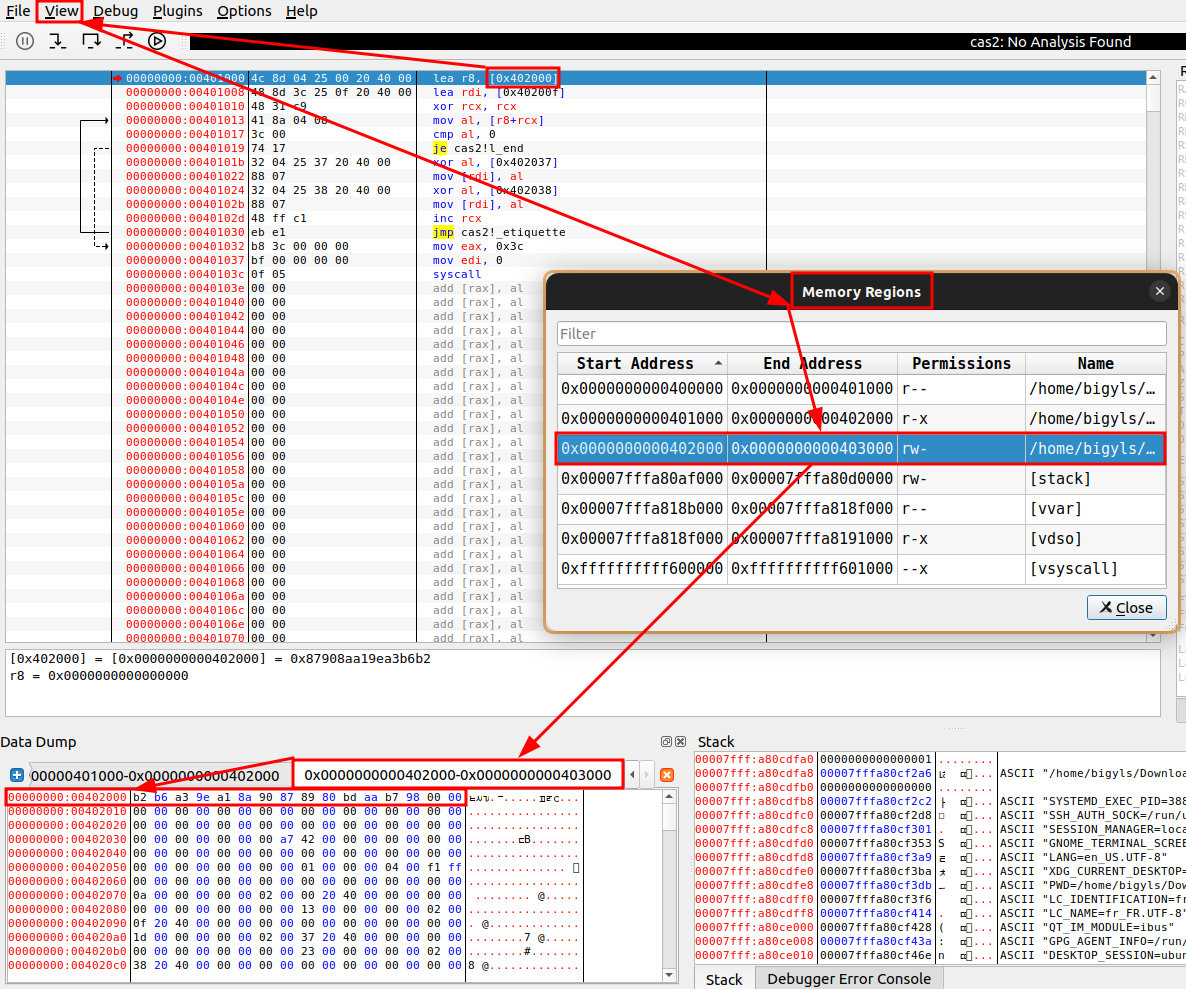 File View Debug Plugins Options Help
cas2: No Analysis Found
00000000:00401000 4c 8d 04 25 00 20 40 00 lea r8, [0x402000]
00000000:00401008 48 8d 3c 25 0f 20 40 00 lea rdi, [0x40200f]
00000000:00401010 48 31 c9 xor rcx, rcx
00000000:00401013 41 8a 04 08 mov al, [r8+rcx]
00000000:00401017 3c 00 cmp al, 0
00000000:00401019 74 17 je cas2!l_end
00000000:0040101b 32 04 25 37 20 40 00 xor al, [0x402037]
00000000:00401022 88 07 mov [rdi], al
00000000:00401024 32 04 25 38 20 40 00 xor al, [0x402038]
00000000:0040102b 88 07 mov [rdi], al
00000000:0040102d 48 ff c1 inc rcx
00000000:00401030 eb e1 jmp cas2!_etiquette
00000000:00401032 b8 3c 00 00 00 mov eax, 0x3c
00000000:00401037 bf 00 00 00 00 mov edi, 0
00000000:0040103c 0f 05 syscall
00000000:0040103e 00 00 add [rax], al
00000000:00401040 00 00 add [rax], al
00000000:00401042 00 00 add [rax], al
00000000:00401044 00 00 add [rax], al
00000000:00401046 00 00 add [rax], al
00000000:00401048 00 00 add [rax], al
00000000:0040104a 00 00 add [rax], al
00000000:0040104c 00 00 add [rax], al
00000000:0040104e 00 00 add [rax], al
00000000:00401050 00 00 add [rax], al
00000000:00401052 00 00 add [rax], al
00000000:00401054 00 00 add [rax], al
00000000:00401056 00 00 add [rax], al
00000000:00401058 00 00 add [rax], al
00000000:0040105a 00 00 add [rax], al
00000000:0040105c 00 00 add [rax], al
00000000:0040105e 00 00 add [rax], al
00000000:00401060 00 00 add [rax], al
00000000:00401062 00 00 add [rax], al
00000000:00401064 00 00 add [rax], al
00000000:00401066 00 00 add [rax], al
00000000:00401068 00 00 add [rax], al
00000000:0040106a 00 00 add [rax], al
00000000:0040106c 00 00 add [rax], al
00000000:0040106e 00 00 add [rax], al
00000000:00401070 00 00 add [rax], al
Memory Regions
Filter
Start Address End Address Permissions Name
0x0000000000400000 0x0000000000401000 r-- /home/bigyls/…
0x0000000000401000 0x0000000000402000 r-x /home/bigyls/…
0x0000000000402000 0x0000000000403000 rw- /home/bigyls/…
0x00007fffa80af000 0x00007fffa80d0000 rw- [stack]
0x00007fffa818b000 0x00007fffa818f000 r-- [vvar]
0x00007fffa818f000 0x00007fffa8191000 r-x [vdso]
0xffffffffff600000 0xffffffffff601000 --x [vsyscall]
Close
[0x402000] = [0x0000000000402000] = 0x87908aa19ea3b6b2
r8 = 0x0000000000000000
Data Dump
00000401000-0x0000000000402000 0x0000000000402000-0x0000000000403000
00000000:00402000 b2 b6 a3 9e a1 8a 90 87 89 80 bd aa b7 98 00 00
00000000:00402010 00 00 00 00 00 00 00 00 00 00 00 00 00 00 00 00 ................
00000000:00402020 00 00 00 00 00 00 00 00 00 00 00 00 00 00 00 00 ................
00000000:00402030 00 00 00 00 00 00 00 a7 42 00 00 00 00 00 00 00
00000000:00402040 00 00 00 00 00 00 00 00 00 00 00 00 00 00 00 00 ................
00000000:00402050 00 00 00 00 00 00 00 00 01 00 00 00 04 00 f1 ff
00000000:00402060 00 00 00 00 00 00 00 00 00 00 00 00 00 00 00 00 ................
00000000:00402070 0a 00 00 00 00 00 02 00 00 20 40 00 00 00 00 00
00000000:00402080 00 00 00 00 00 00 00 00 13 00 00 00 00 00 02 00 ................
00000000:00402090 0f 20 40 00 00 00 00 00 00 00 00 00 00 00 00 00 . @.............
00000000:004020a0 1d 00 00 00 00 00 02 00 37 20 40 00 00 00 00 00 ........7 @.....
00000000:004020b0 00 00 00 00 00 00 00 00 23 00 00 00 00 00 02 00 ........#.......
00000000:004020c0 38 20 40 00 00 00 00 00 00 00 00 00 00 00 00 00 8 @.............
Stack
00007fff:a80cdfa0 0000000000000001 ........
00007fff:a80cdfa8 00007fffa80cf2a6 ASCII "/home/bigyls/Downloa
00007fff:a80cdfb0 0000000000000000 ........
00007fff:a80cdfb8 00007fffa80cf2c2 ASCII "SYSTEMD_EXEC_PID=388
00007fff:a80cdfc0 00007fffa80cf2d8 ASCII "SSH_AUTH_SOCK=/run/u
00007fff:a80cdfc8 00007fffa80cf301 ASCII "SESSION_MANAGER=loca
00007fff:a80cdfd0 00007fffa80cf353 ASCII "GNOME_TERMINAL_SCREE
00007fff:a80cdfd8 00007fffa80cf3a9 ASCII "LANG=en_US.UTF-8"
00007fff:a80cdfe0 00007fffa80cf3ba ASCII "XDG_CURRENT_DESKTOP=
00007fff:a80cdfe8 00007fffa80cf3db ASCII "PWD=/home/bigyls/Dow
00007fff:a80cdff0 00007fffa80cf3f6 ASCII "LC_IDENTIFICATION=fr
00007fff:a80cdff8 00007fffa80cf414 ASCII "LC_NAME=fr_FR.UTF-8"
00007fff:a80ce000 00007fffa80cf428 ASCII "QT_IM_MODULE=ibus"
00007fff:a80ce008 00007fffa80cf43a ASCII "GPG_AGENT_INFO=/run/
00007fff:a80ce010 00007fffa80cf46e ASCII "DESKTOP_SESSION=ubun
Stack Debugger Error Console